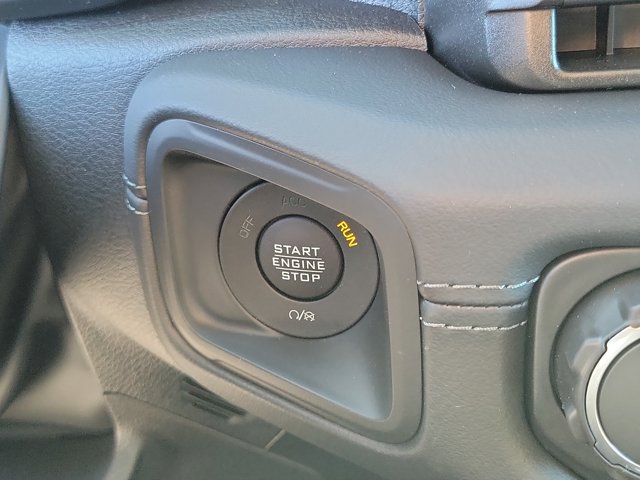 OFF
ACC
RUN
START
ENGINE
STOP